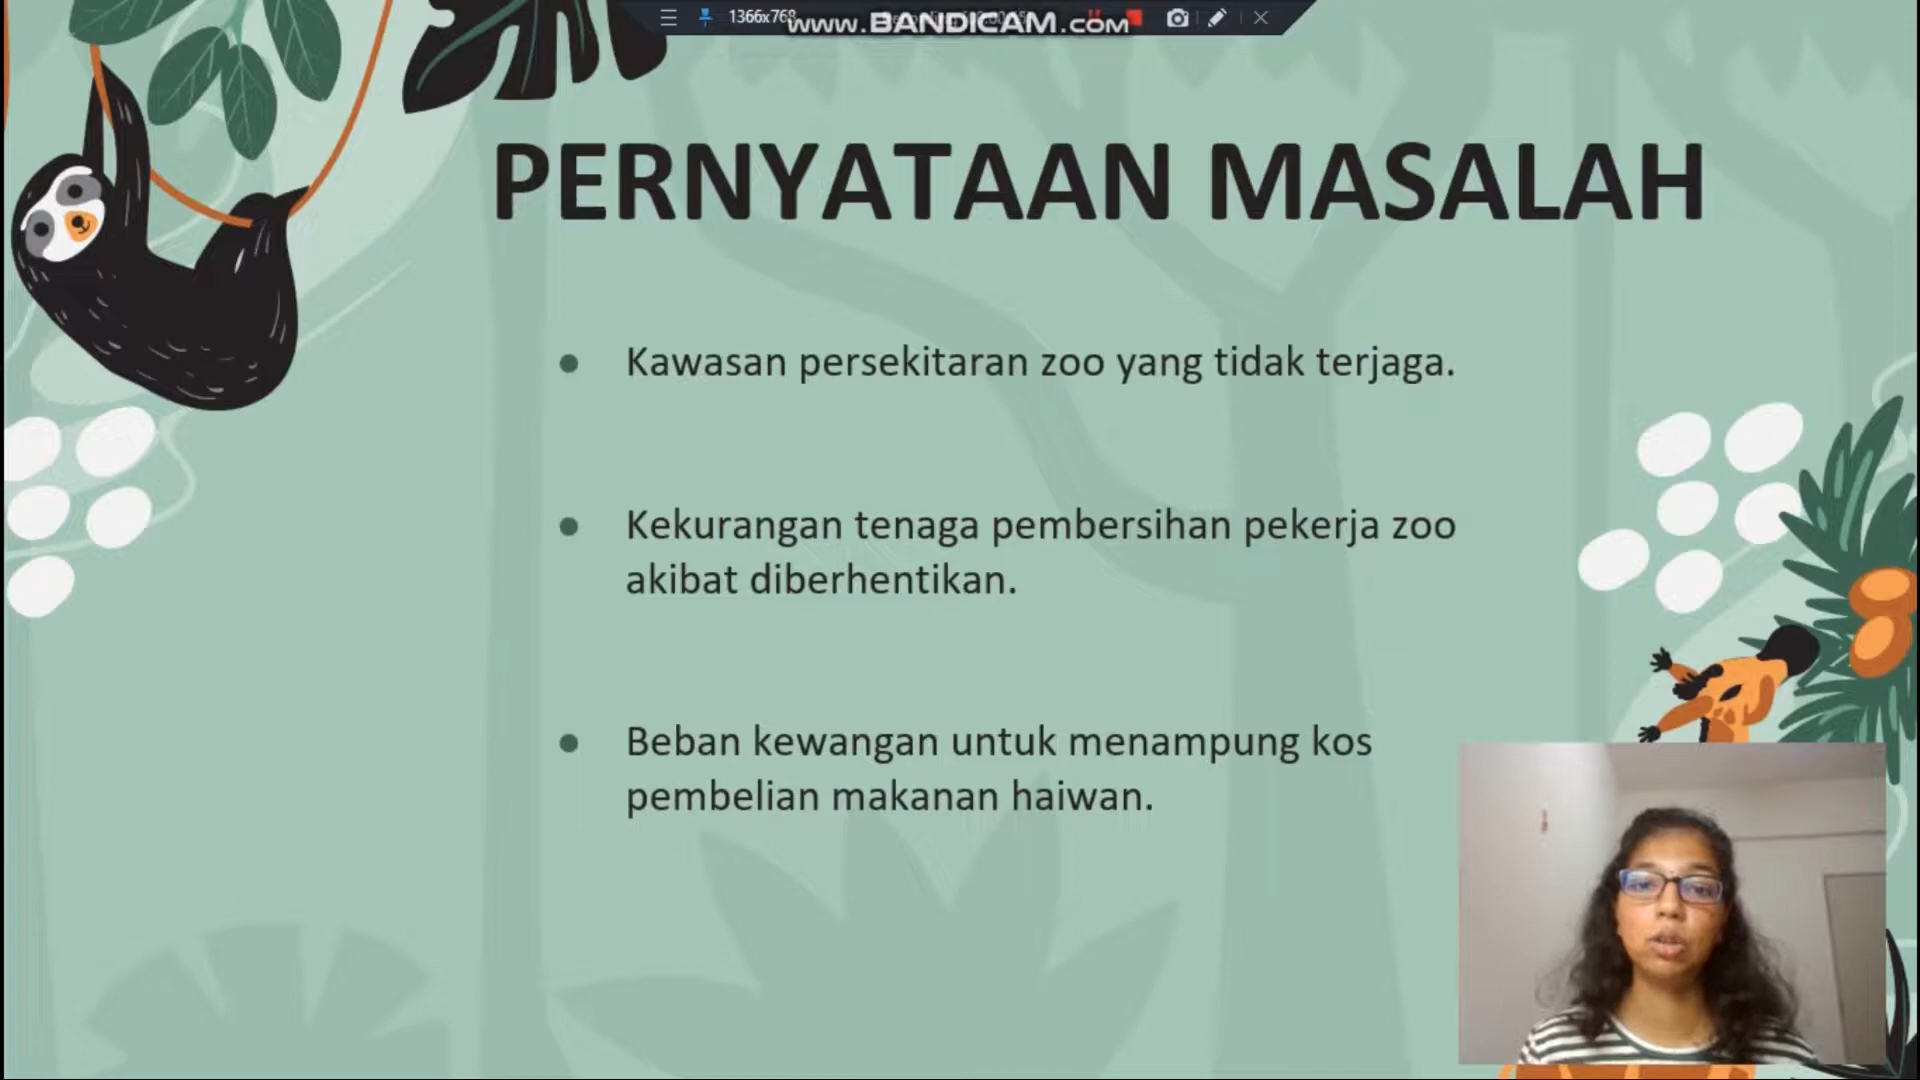 1366x768
www.BANDICAM.com
PERNYATAAN MASALAH
Kawasan persekitaran zoo yang tidak terjaga.
Kekurangan tenaga pembersihan pekerja zoo
akibat diberhentikan.
Beban kewangan untuk menampung kos
pembelian makanan haiwan.